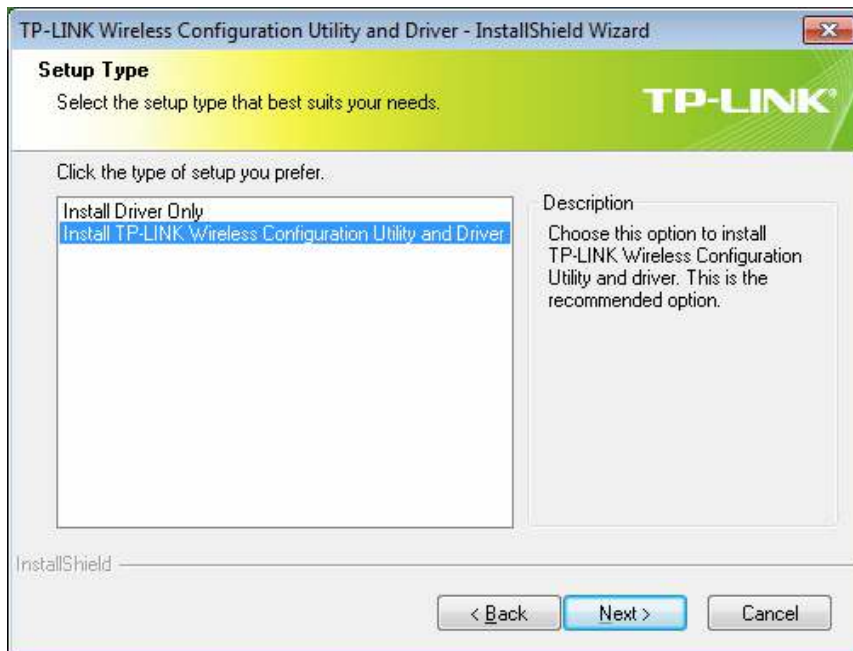 TP-LINK Wireless Configuration Utility and Driver - InstallShield Wizard
Setup Type
Select the setup type that best suits your needs.
TP-LINK®
Click the type of setup you prefer.
Install Driver Only
Install TP-LINK Wireless Configuration Utility and Driver
Description
Choose this option to install
TP-LINK Wireless Configuration
Utility and driver. This is the
recommended option.
InstallShield
< Back
Next >
Cancel